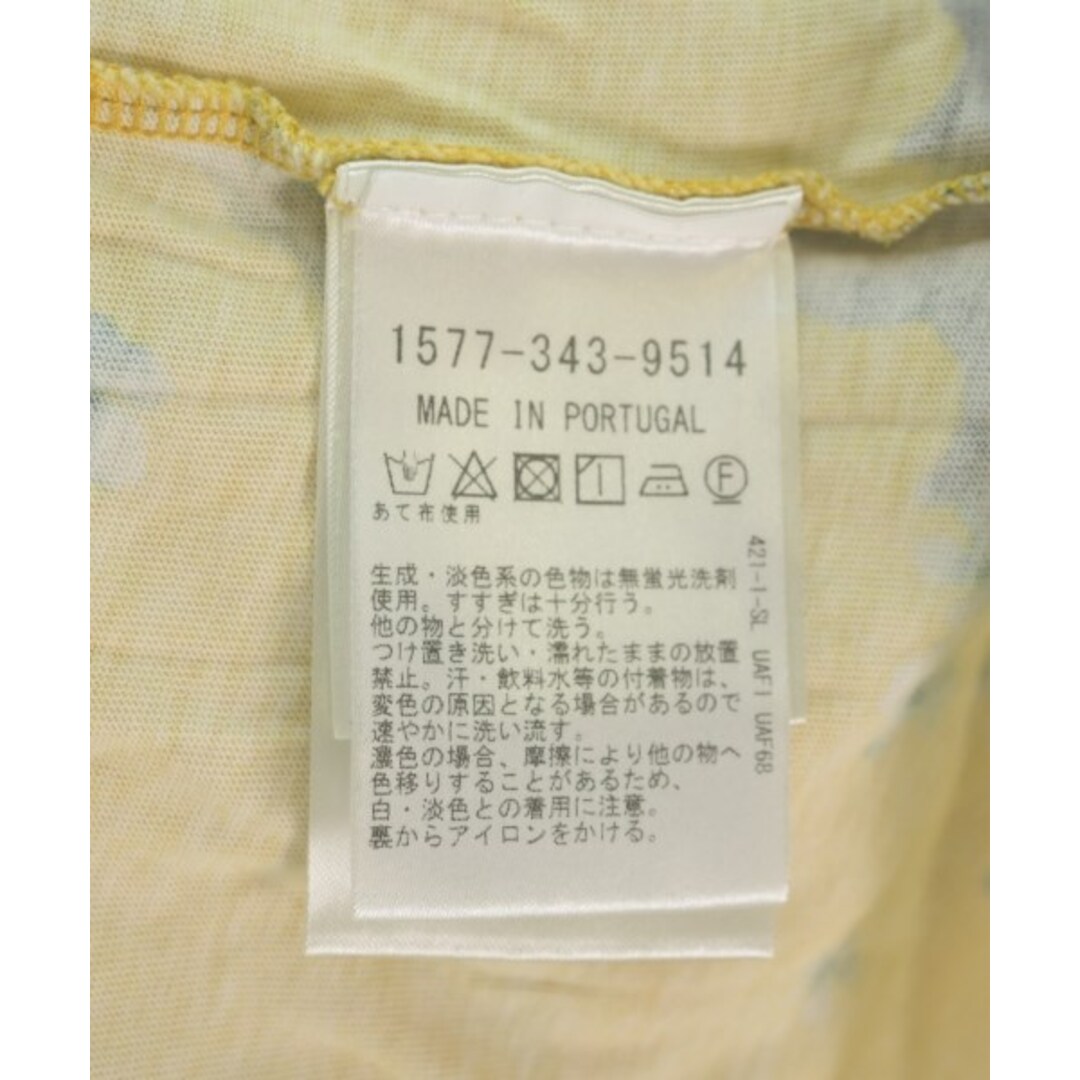 1577-343-9514
MADE IN PORTUGAL
F
あて布使用
生成・淡色系の色物は無蛍光洗剤
使用。すすぎは十分行う。
他の物と分けて洗う。
つけ置き洗い・濡れたままの放置
禁止。汗・飲料水等の付着物は、
変色の原因となる場合があるので
速やかに洗い流す。
濃色の場合、摩擦により他の物へ
色移りすることがあるため、
白・淡色との着用に注意。
裏からアイロンをかける。
421-1-SL UAF1 UAF68